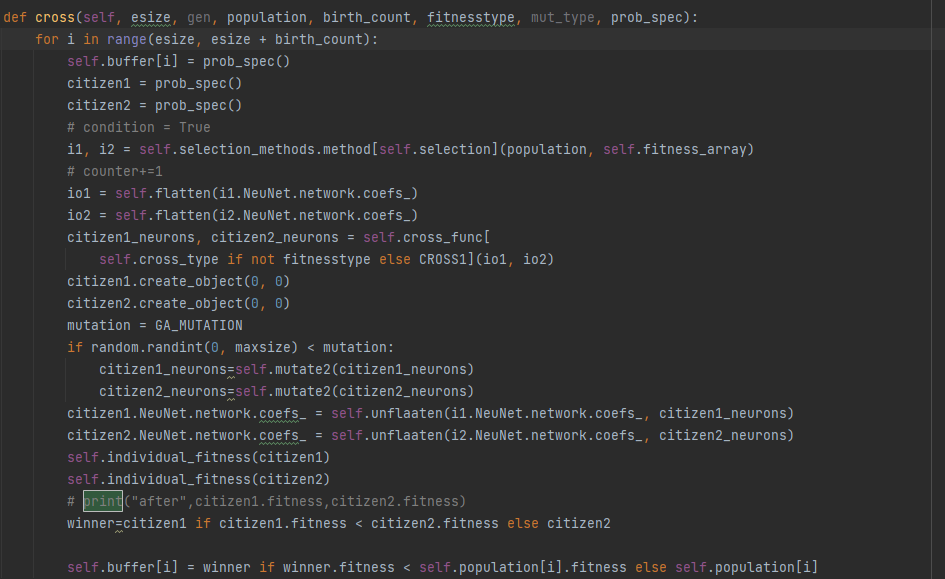 def cross(self, esize, gen, population, birth_count, fitnesstype, mut_type, prob_spec):
for i in range(esize, esize + birth_count):
self.buffer[i] = prob_spec()
citizen1 = prob_spec()
citizen2 = prob_spec()
# condition = True
i1, i2 = self.selection_methods.method[self.selection](population, self.fitness_array)
# counter+=1
io1 = self.flatten(i1.NeuNet.network.coefs_)
io2 = self.flatten(i2.NeuNet.network.coefs_)
citizen1_neurons, citizen2_neurons = self.cross_func[
self.cross_type if not fitnesstype else CROSS1](io1, io2)
citizen1.create_object(0, 0)
citizen2.create_object(0, 0)
mutation = GA_MUTATION
if random.randint(0, maxsize) < mutation:
citizen1_neurons=self.mutate2(citizen1_neurons)
citizen2_neurons=self.mutate2(citizen2_neurons)
citizen1.NeuNet.network.coefs_ = self.unflaaten(i1.NeuNet.network.coefs_, citizen1_neurons)
citizen2.NeuNet.network.coefs_ = self.unflaaten(i2.NeuNet.network.coefs_, citizen2_neurons)
self.individual_fitness(citizen1)
self.individual_fitness(citizen2)
# print("after",citizen1.fitness,citizen2.fitness)
winner=citizen1 if citizen1.fitness < citizen2.fitness else citizen2
self.buffer[i] = winner if winner.fitness < self.population[i].fitness else self.population[i]